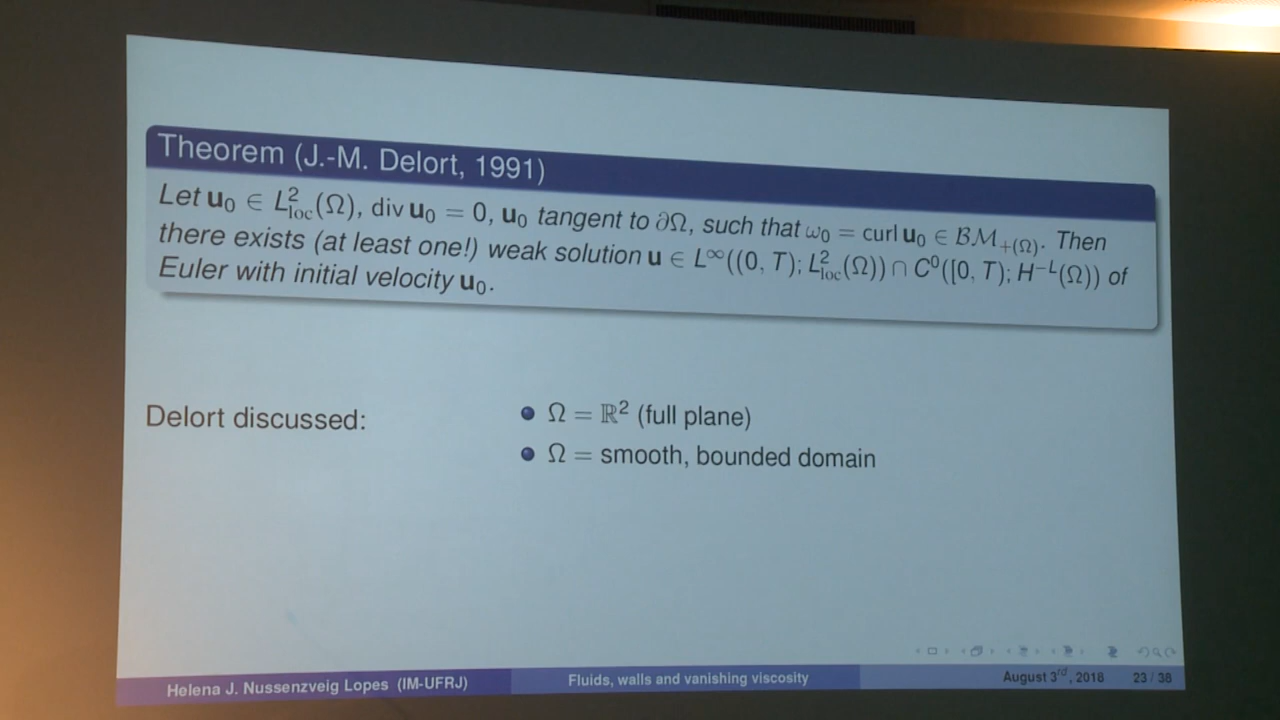 Theorem (J.-M. Delort, 1991)
Let u₀ ∈ L²_loc(Ω), div u₀ = 0, u₀ tangent to ∂Ω, such that ω₀ = curl u₀ ∈ ℬℳ₊(Ω). Then
there exists (at least one!) weak solution u ∈ L^∞((0, T); L²_loc(Ω)) ∩ C⁰([0, T); H^{-L}(Ω)) of
Euler with initial velocity u₀.
Delort discussed:
Ω = ℝ² (full plane)
Ω = smooth, bounded domain
Helena J. Nussenzveig Lopes (IM-UFRJ) Fluids, walls and vanishing viscosity August 3rd, 2018 23 / 38